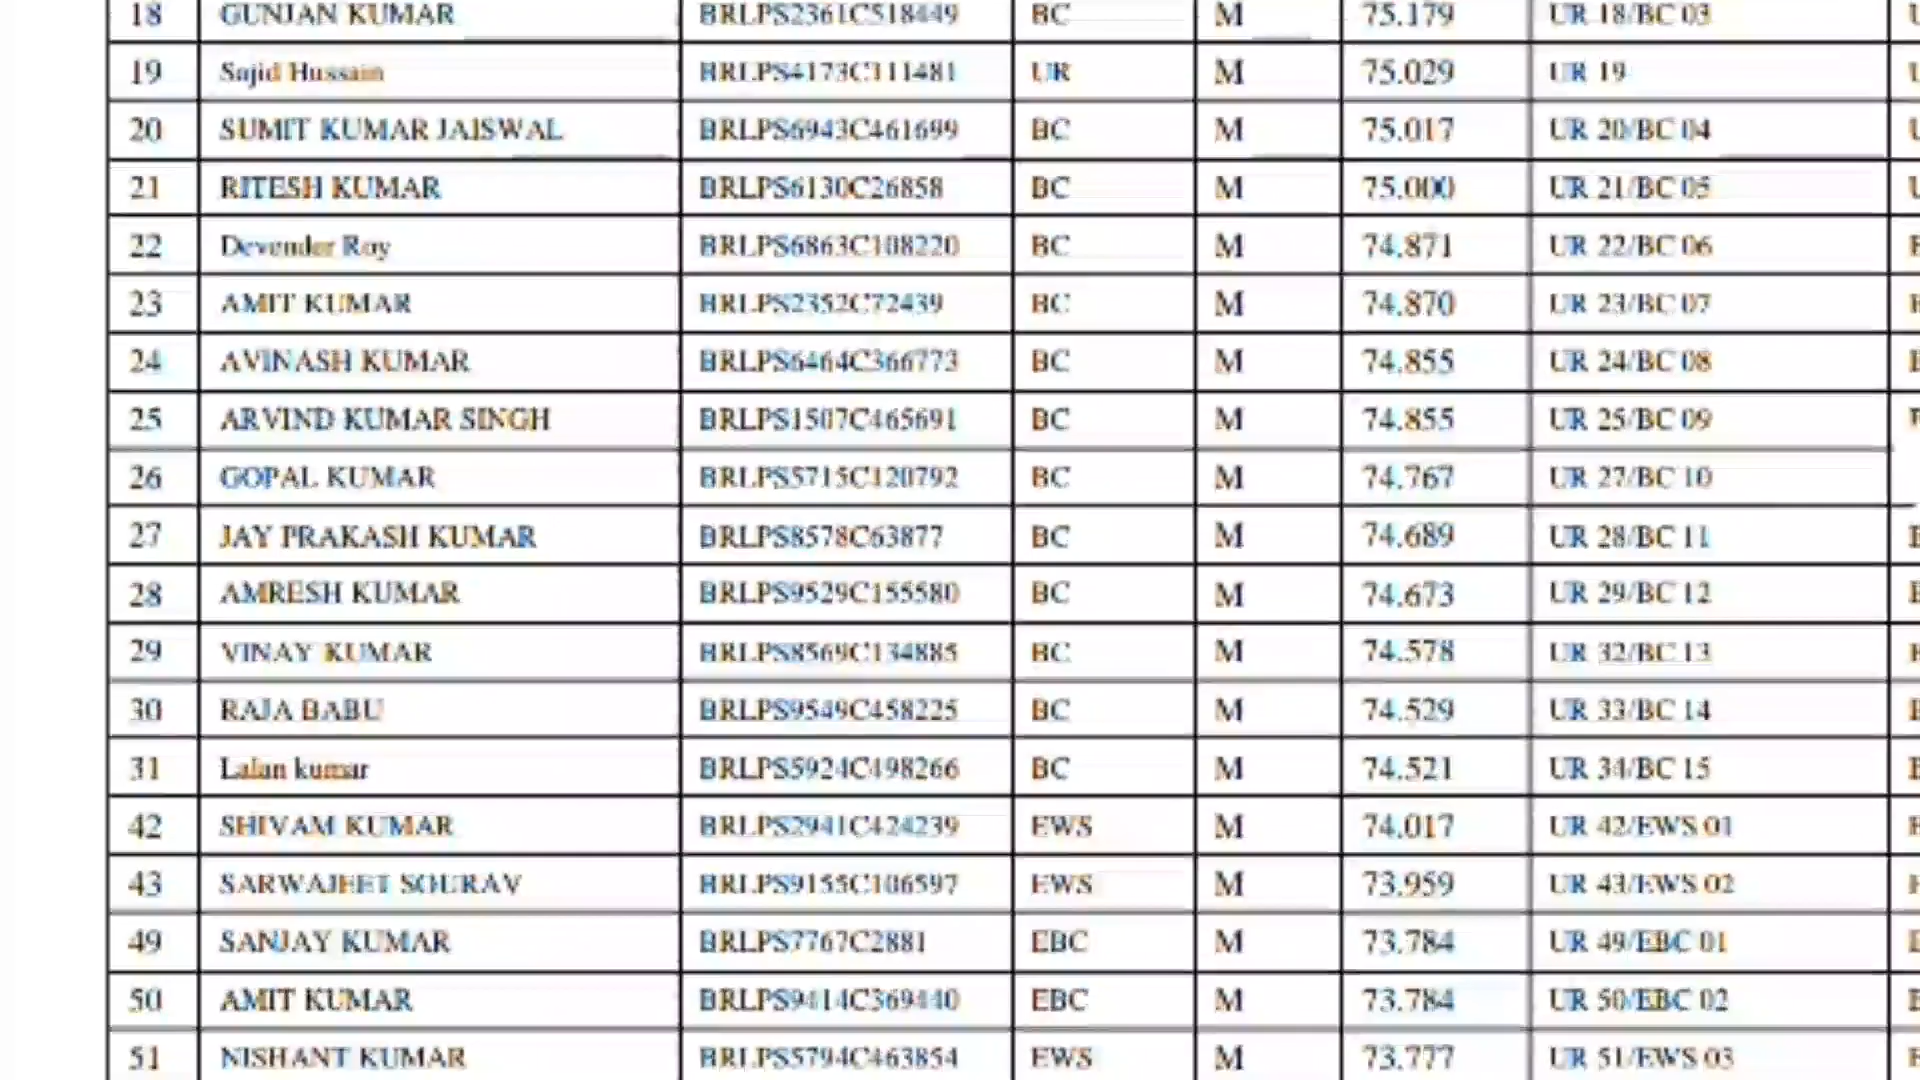 18 GUNJAN KUMAR BRLPS2361C518449 BC M 75.179 UR 18/BC 03
19 Sajid Hussain BRLPS4173C111481 UR M 75.029 UR 19
20 SUMIT KUMAR JAISWAL BRLPS6943C461699 BC M 75.017 UR 20/BC 04
21 RITESH KUMAR BRLPS6130C26858 BC M 75.000 UR 21/BC 05
22 Devender Roy BRLPS6863C108220 BC M 74.871 UR 22/BC 06
23 AMIT KUMAR BRLPS2352C72439 BC M 74.870 UR 23/BC 07
24 AVINASH KUMAR BRLPS6464C366773 BC M 74.855 UR 24/BC 08
25 ARVIND KUMAR SINGH BRLPS1507C465691 BC M 74.855 UR 25/BC 09
26 GOPAL KUMAR BRLPS5715C120792 BC M 74.767 UR 27/BC 10
27 JAY PRAKASH KUMAR BRLPS8578C63877 BC M 74.689 UR 28/BC 11
28 AMRESH KUMAR BRLPS9529C155580 BC M 74.673 UR 29/BC 12
29 VINAY KUMAR BRLPS8569C134885 BC M 74.578 UR 32/BC 13
30 RAJA BABU BRLPS9549C458225 BC M 74.529 UR 33/BC 14
31 Lalan kumar BRLPS5924C498266 BC M 74.521 UR 34/BC 15
42 SHIVAM KUMAR BRLPS2941C424239 EWS M 74.017 UR 42/EWS 01
43 SARWAJEET SOURAV BRLPS9155C106597 EWS M 73.959 UR 43/EWS 02
49 SANJAY KUMAR BRLPS7767C2881 EBC M 73.784 UR 49/EBC 01
50 AMIT KUMAR BRLPS9414C369440 EBC M 73.784 UR 50/EBC 02
51 NISHANT KUMAR BRLPS5794C463854 EWS M 73.777 UR 51/EWS 03